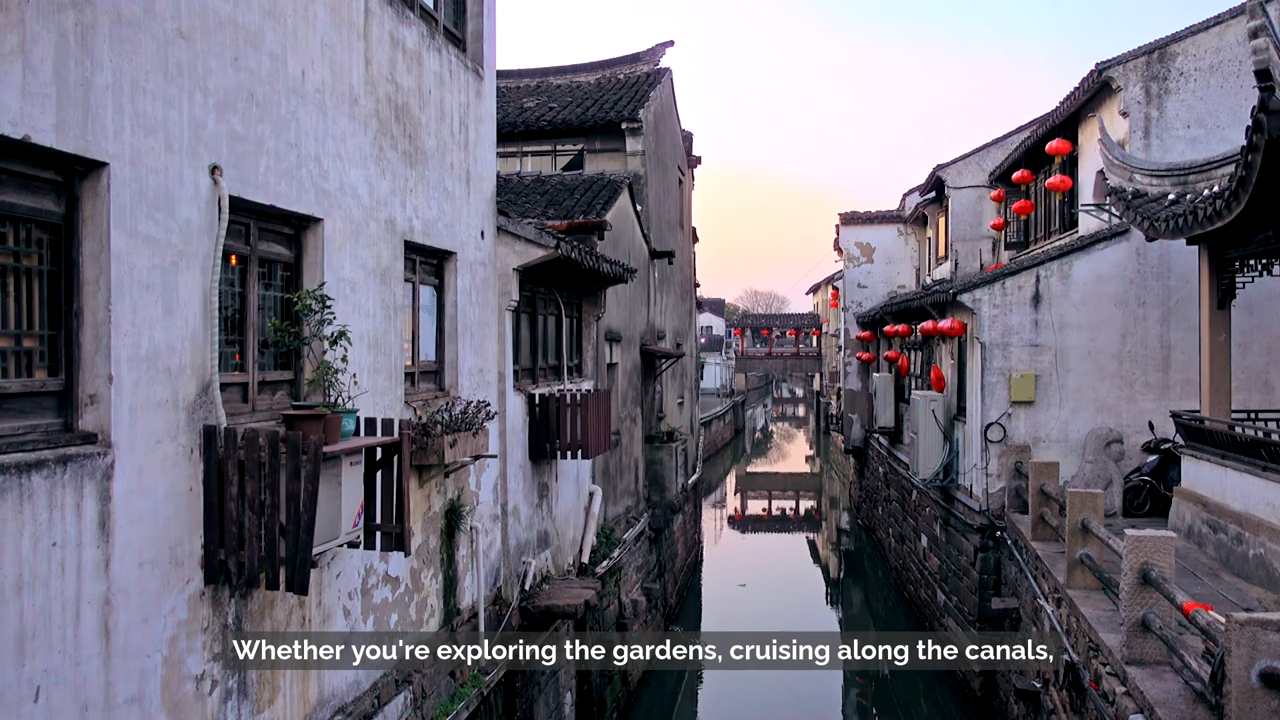 Whether you're exploring the gardens, cruising along the canals,